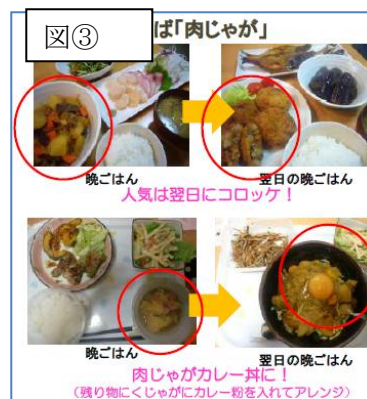 図③
ば「肉じゃが」
晩ごはん
翌日の晩ごはん
人気は翌日にコロッケ！
晩ごはん
翌日の晩ごはん
肉じゃがカレー丼に！
（残り物にくじゃがにカレー粉を入れてアレンジ）